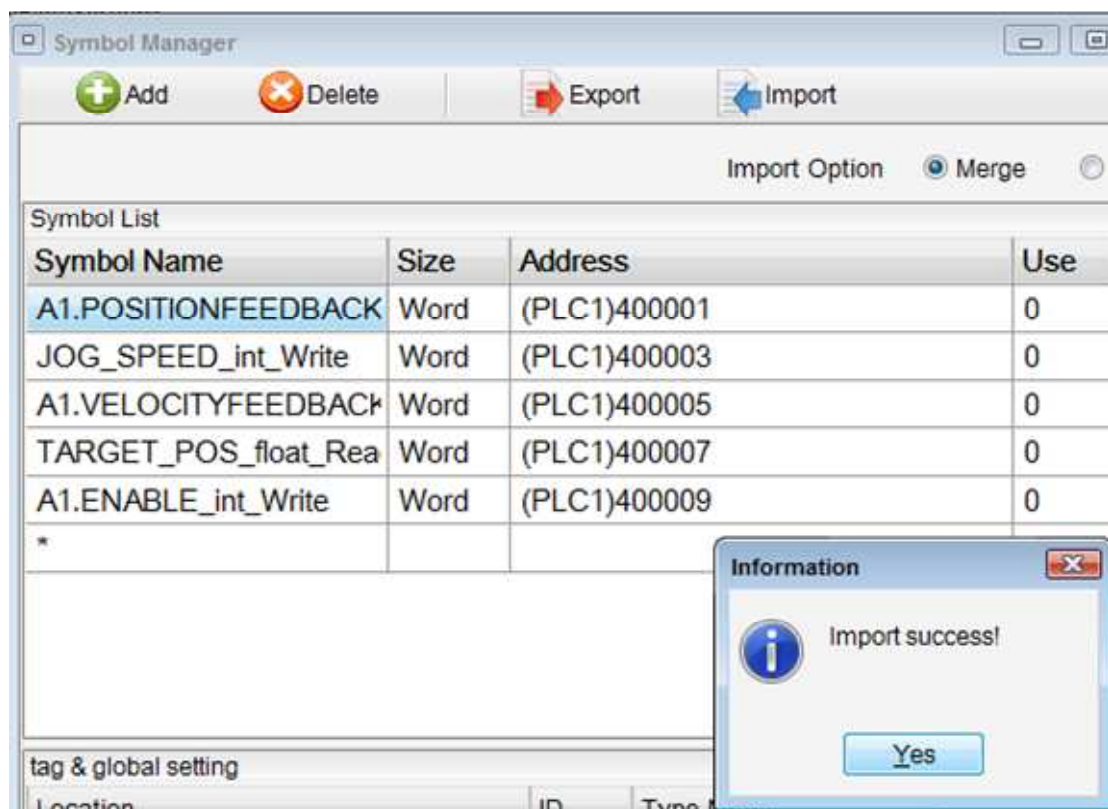 Symbol Manager
Add Delete Export Import
Import Option Merge
Symbol List
Symbol Name Size Address Use
A1.POSITIONFEEDBACK Word (PLC1)400001 0
JOG_SPEED_int_Write Word (PLC1)400003 0
A1.VELOCITYFEEDBACK Word (PLC1)400005 0
TARGET_POS_float_Rea Word (PLC1)400007 0
A1.ENABLE_int_Write Word (PLC1)400009 0
*
Information
Import success!
Yes
tag & global setting
Location ID Type